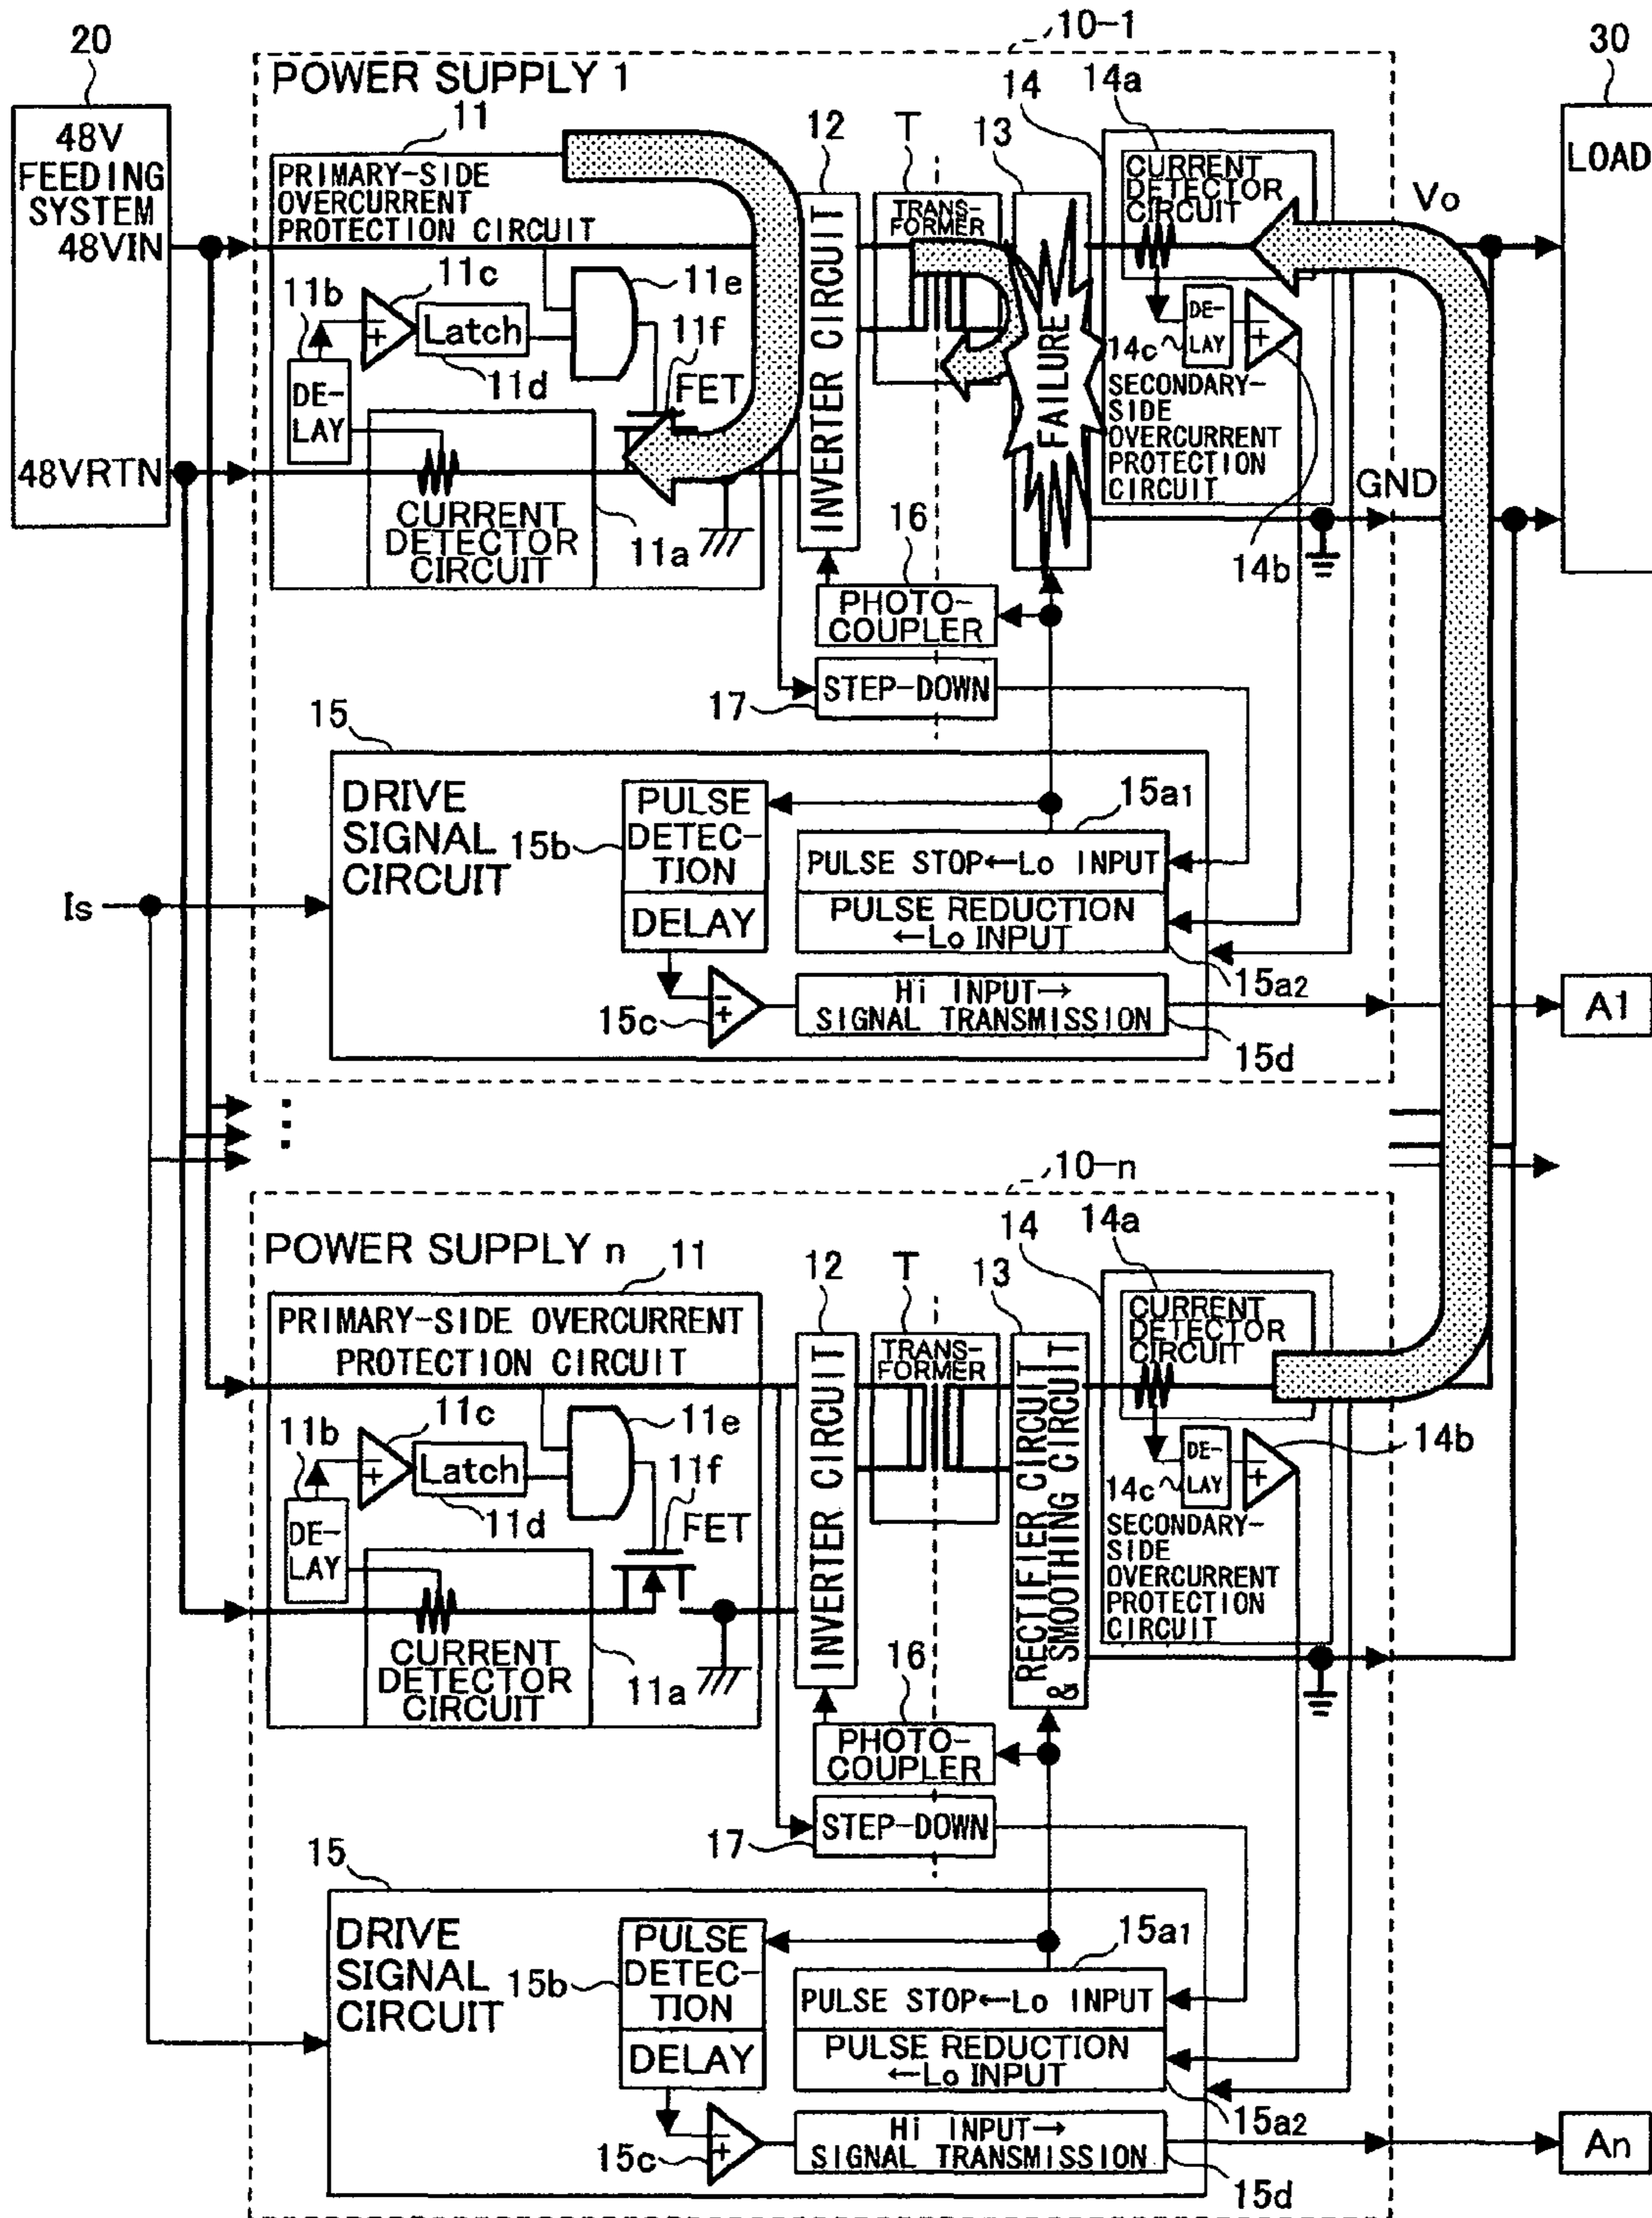 20
48V
FEEDING
SYSTEM
48VIN
48VRTN
10-1
POWER SUPPLY 1
11
PRIMARY-SIDE
OVERCURRENT
PROTECTION CIRCUIT
11b
11c
11e
Latch
11d
11f
FET
DE-
LAY
CURRENT
DETECTOR
CIRCUIT
11a
12
INVERTER CIRCUIT
T
TRANS-
FORMER
13
FAILURE
14
14a
CURRENT
DETECTOR
CIRCUIT
DE-
LAY
14c
SECONDARY-
SIDE
OVERCURRENT
PROTECTION
CIRCUIT
14b
Vo
GND
30
LOAD
16
PHOTO-
COUPLER
17
STEP-DOWN
15
DRIVE
SIGNAL
CIRCUIT
15b
PULSE
DETEC-
TION
DELAY
15a1
PULSE STOP←Lo INPUT
PULSE REDUCTION
←Lo INPUT
15a2
15c
Hi INPUT→
SIGNAL TRANSMISSION
15d
Is
A1
10-n
POWER SUPPLY n
11
PRIMARY-SIDE OVERCURRENT
PROTECTION CIRCUIT
11b
11c
11e
Latch
11d
11f
FET
DE-
LAY
CURRENT
DETECTOR
CIRCUIT
11a
12
INVERTER CIRCUIT
T
TRANS-
FORMER
13
RECTIFIER CIRCUIT
& SMOOTHING CIRCUIT
14
14a
CURRENT
DETECTOR
CIRCUIT
DE-
LAY
14c
14b
SECONDARY-
SIDE
OVERCURRENT
PROTECTION
CIRCUIT
16
PHOTO-
COUPLER
17
STEP-DOWN
15
DRIVE
SIGNAL
CIRCUIT
15b
PULSE
DETEC-
TION
DELAY
15a1
PULSE STOP←Lo INPUT
PULSE REDUCTION
←Lo INPUT
15a2
15c
Hi INPUT→
SIGNAL TRANSMISSION
15d
An